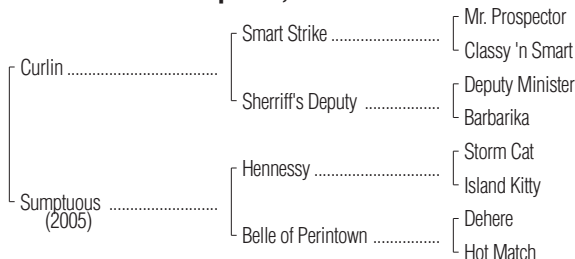 Mr. Prospector
Smart Strike ........................
Classy 'n Smart
Curlin ....................................
Deputy Minister
Sherriff's Deputy ..................
Barbarika
Storm Cat
Hennessy .............................
Island Kitty
Sumptuous ..........................
(2005)
Dehere
Belle of Perintown ................
Hot Match